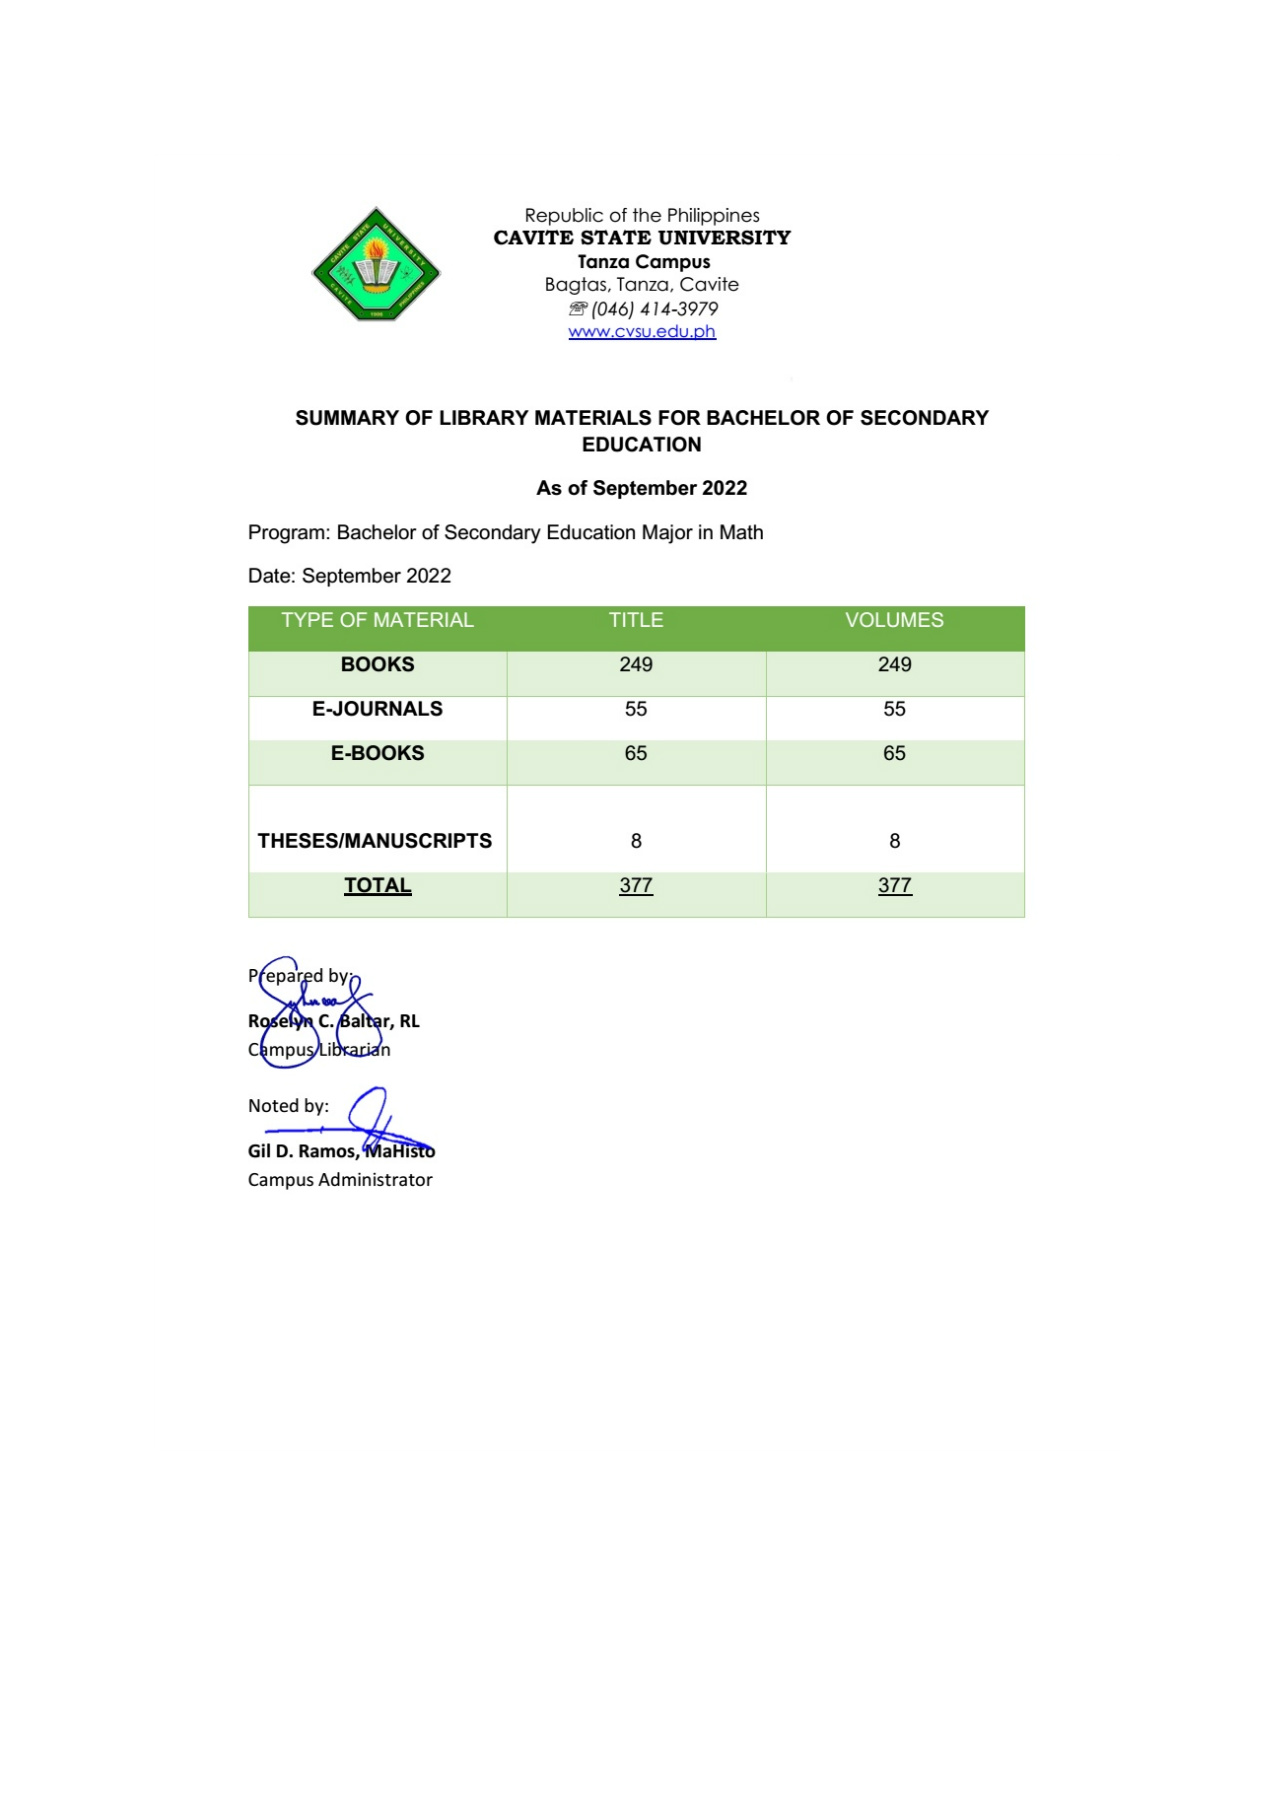 Republic of the Philippines
CAVITE STATE UNIVERSITY
Tanza Campus
Bagtas, Tanza, Cavite
☏ (046) 414-3979
www.cvsu.edu.ph
CAVITE STATE UNIVERSITY
CAVITE PHILIPPINES
1906
SUMMARY OF LIBRARY MATERIALS FOR BACHELOR OF SECONDARY
EDUCATION
As of September 2022
Program: Bachelor of Secondary Education Major in Math
Date: September 2022
TYPE OF MATERIAL TITLE VOLUMES
BOOKS 249 249
E-JOURNALS 55 55
E-BOOKS 65 65
THESES/MANUSCRIPTS 8 8
TOTAL 377 377
Prepared by:
Roselyn C. Baltar, RL
Campus Librarian
Noted by:
Gil D. Ramos, MaHisto
Campus Administrator